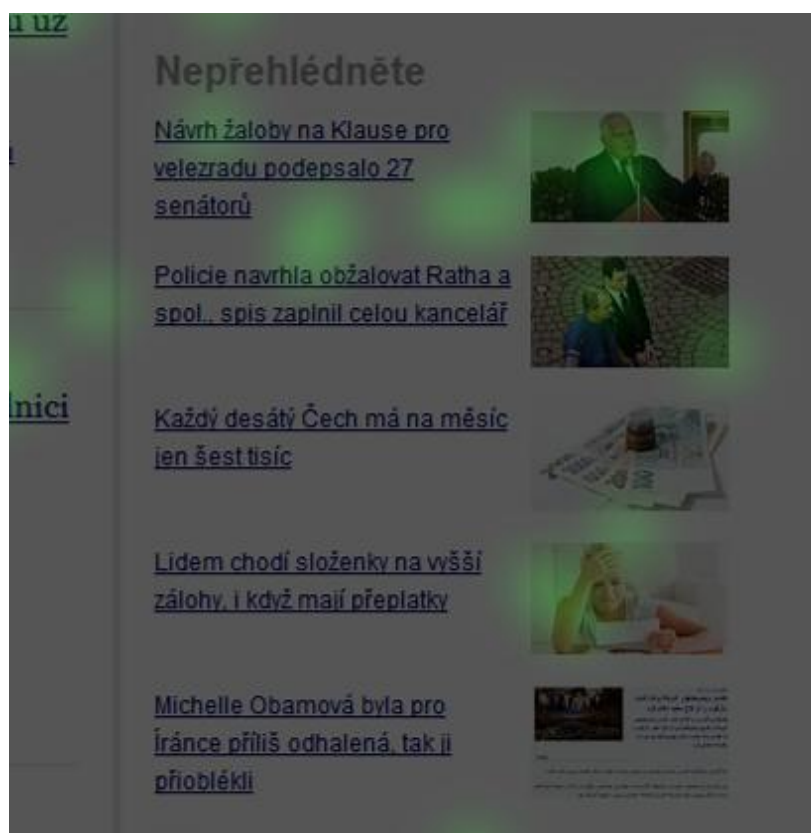 u už
Nepřehlédněte
Návrh žaloby na Klause pro
velezradu podepsalo 27
senátorů
Policie navrhla obžalovat Ratha a
spol., spis zaplnil celou kancelář
lnici
Každý desátý Čech má na měsíc
jen šest tisíc
Lidem chodí složenky na vyšší
zálohy, i když mají přeplatky
Michelle Obamová byla pro
Íránce příliš odhalená, tak ji
přioblékli